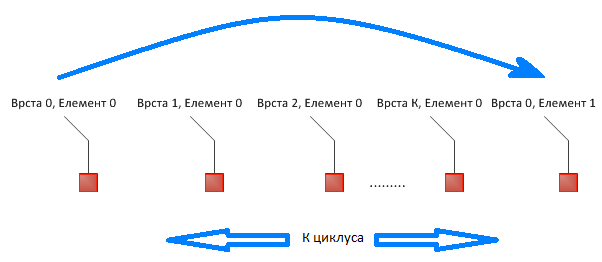 Врста 0, Елемент 0
Врста 1, Елемент 0
Врста 2, Елемент 0
Врста К, Елемент 0
Врста 0, Елемент 1
.........
К циклуса